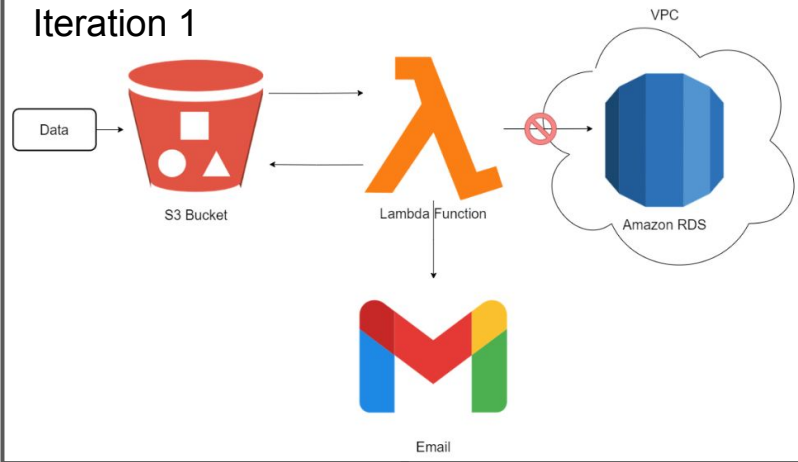 Iteration 1
VPC
Data
S3 Bucket
Lambda Function
Amazon RDS
Email